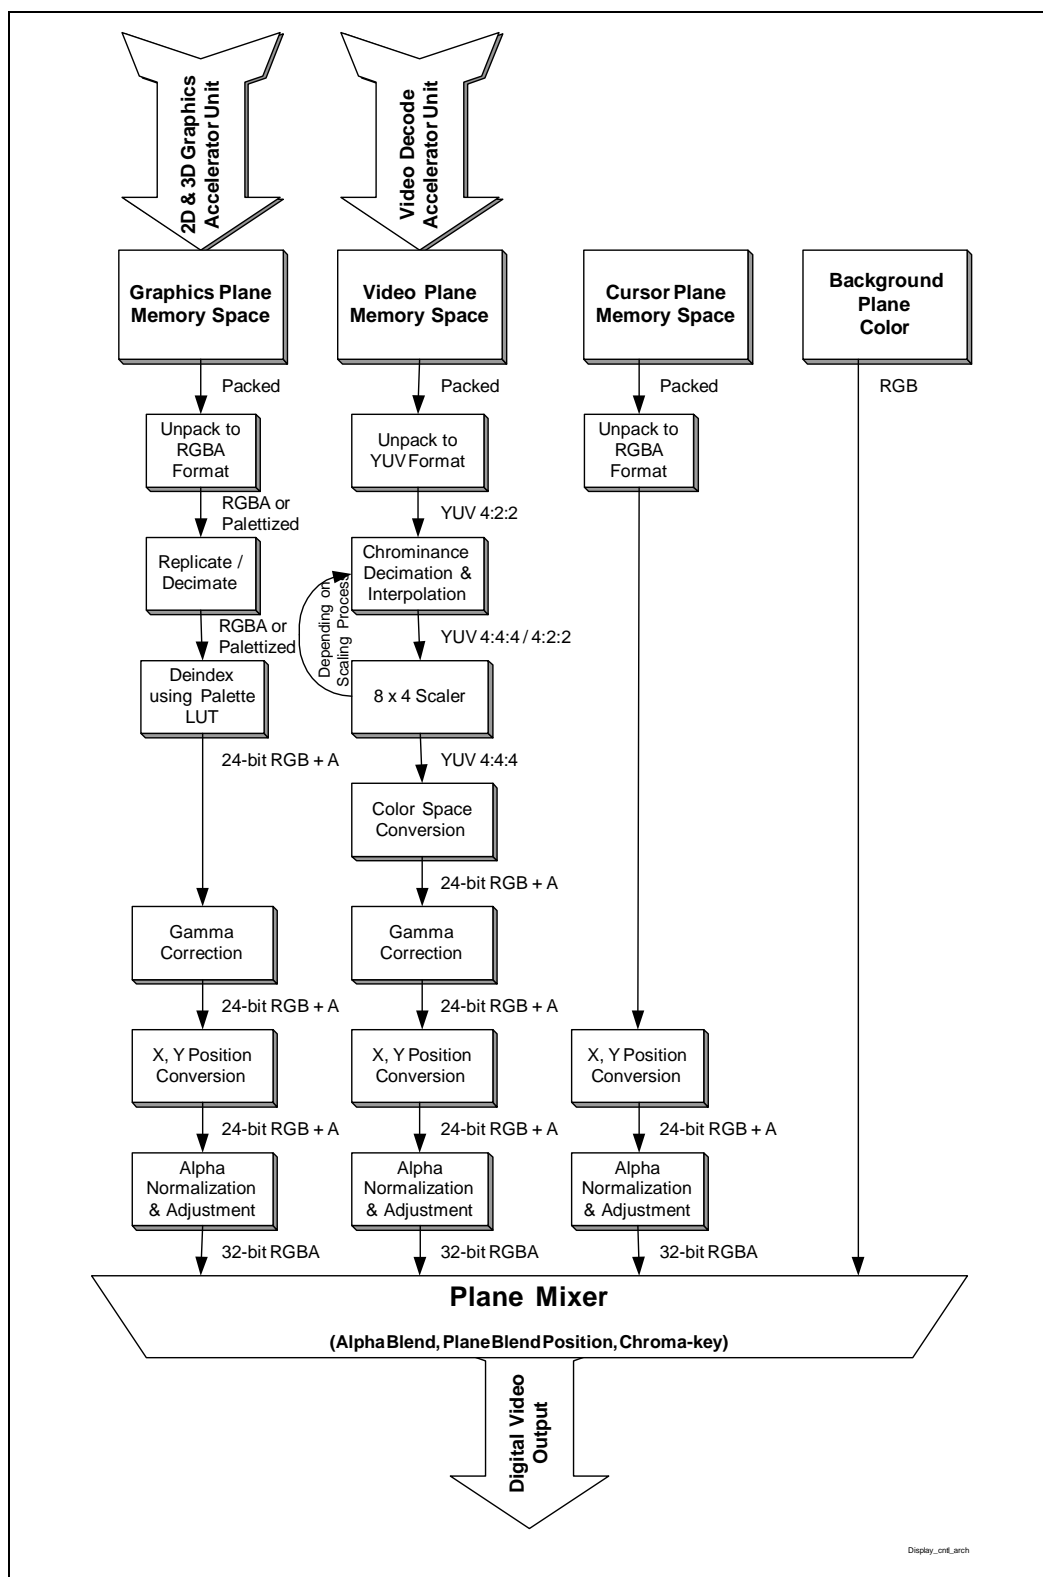 2D & 3D Graphics
Accelerator Unit
Video Decode
Accelerator Unit
Graphics Plane
Memory Space
Video Plane
Memory Space
Cursor Plane
Memory Space
Background
Plane
Color
Packed
Packed
Packed
RGB
Unpack to
RGBA
Format
Unpack to
YUV Format
Unpack to
RGBA
Format
RGBA or
Palettized
YUV 4:2:2
Replicate /
Decimate
Chrominance
Decimation &
Interpolation
Depending on
Scaling Process
RGBA or
Palettized
YUV 4:4:4 / 4:2:2
Deindex
using Palette
LUT
8 x 4 Scaler
24-bit RGB + A
YUV 4:4:4
Color Space
Conversion
24-bit RGB + A
Gamma
Correction
Gamma
Correction
24-bit RGB + A
24-bit RGB + A
X, Y Position
Conversion
X, Y Position
Conversion
X, Y Position
Conversion
24-bit RGB + A
24-bit RGB + A
24-bit RGB + A
Alpha
Normalization
& Adjustment
Alpha
Normalization
& Adjustment
Alpha
Normalization
& Adjustment
32-bit RGBA
32-bit RGBA
32-bit RGBA
Plane Mixer
(Alpha Blend, Plane Blend Position, Chroma-key)
Digital Video
Output
Display_cntl_arch